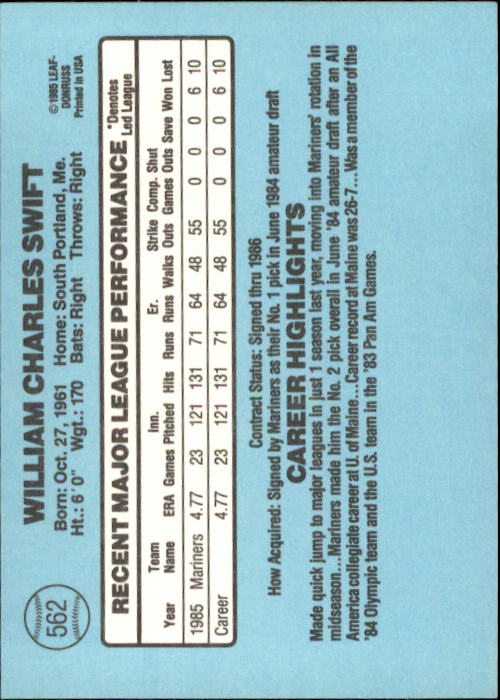 562
WILLIAM CHARLES SWIFT
©1985 LEAF-
DONRUSS
Printed in USA
Born: Oct. 27, 1961 Home: South Portland, Me.
Ht.: 6'0" Wgt.: 170 Bats: Right Throws: Right
RECENT MAJOR LEAGUE PERFORMANCE *Denotes
Led League
Team Inn. Er. Strike Comp. Shut
Year Name ERA Games Pitched Hits Runs Runs Walks Outs Games Outs Save Won Lost
1985 Mariners 4.77 23 121 131 71 64 48 55 0 0 0 6 10
Career 4.77 23 121 131 71 64 48 55 0 0 0 6 10
Contract Status: Signed thru 1986
How Acquired: Signed by Mariners as their No. 1 pick in June 1984 amateur draft
CAREER HIGHLIGHTS
Made quick jump to major leagues in just 1 season last year, moving into Mariners' rotation in
midseason...Mariners made him the No. 2 pick overall in June '84 amateur draft after an All
America collegiate career at U. of Maine...Career record at Maine was 26-7...Was a member of the
'84 Olympic team and the U.S. team in the '83 Pan Am Games.